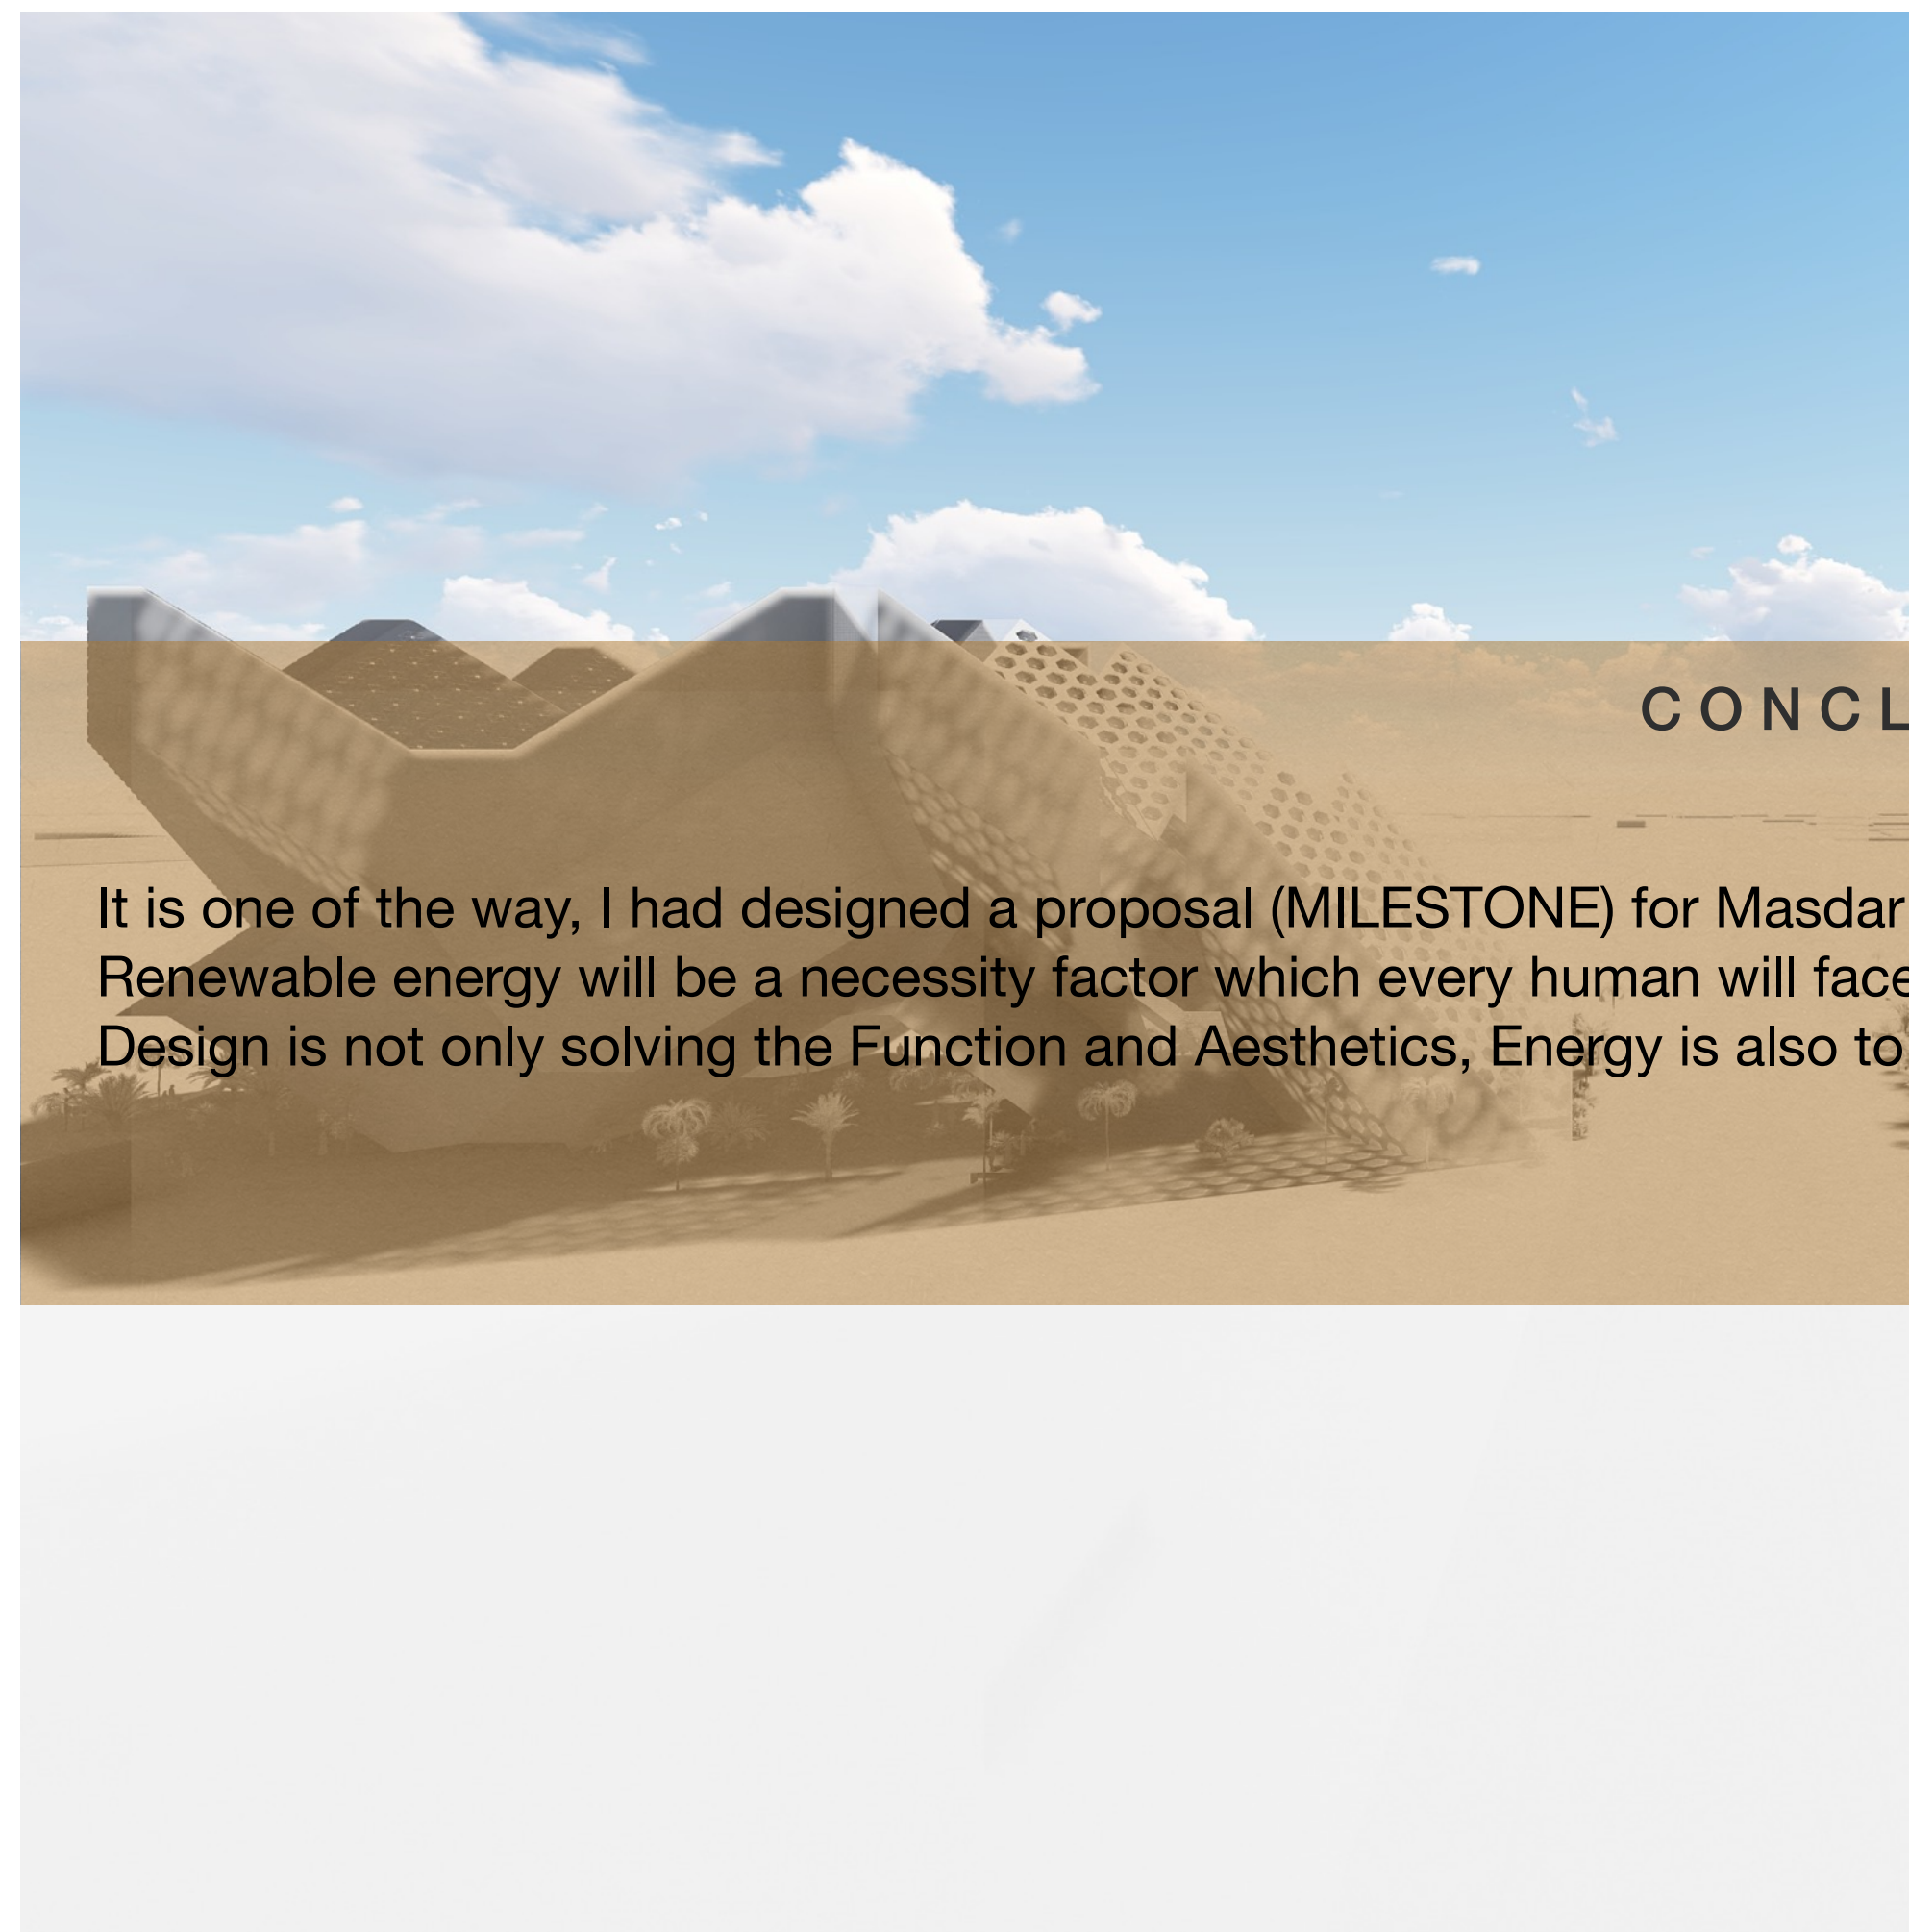 CONCL
It is one of the way, I had designed a proposal (MILESTONE) for Masdar
Renewable energy will be a necessity factor which every human will face
Design is not only solving the Function and Aesthetics, Energy is also to